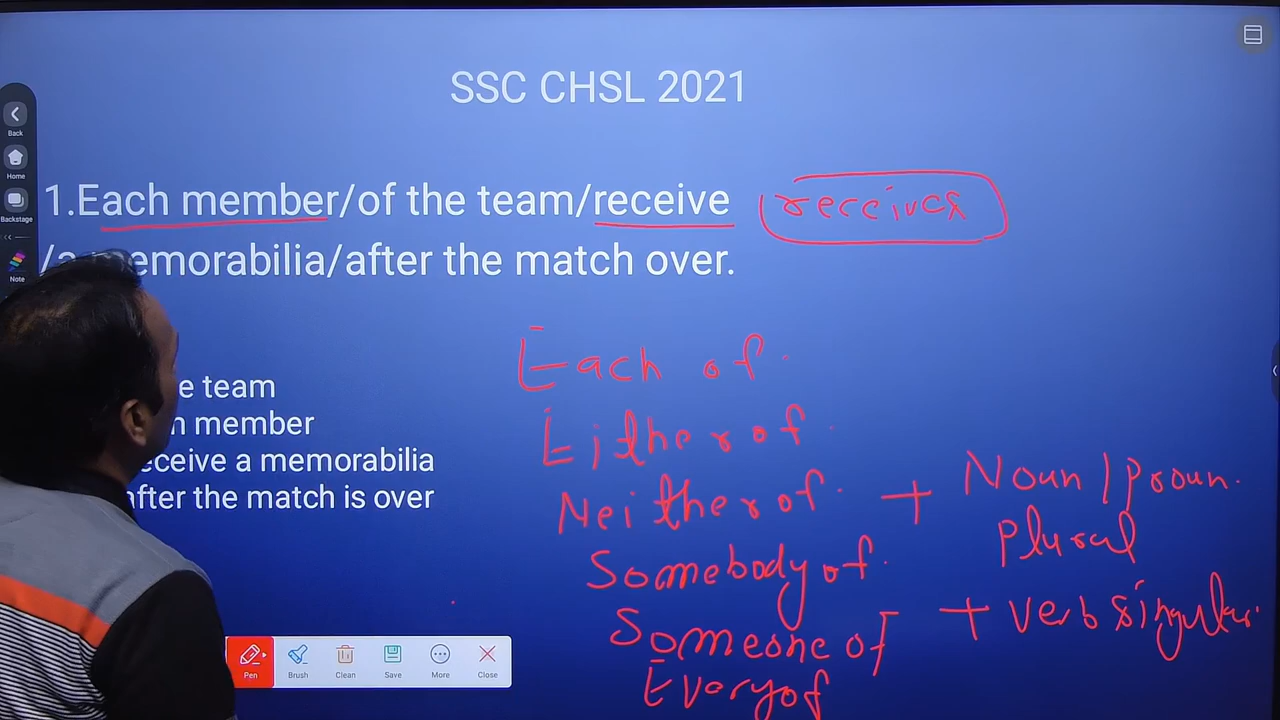 SSC CHSL 2021
Back
Home
Backstage
Note
1.Each member/of the team/receive receives
/a memorabilia/after the match over.
e team
n member
eceive a memorabilia
after the match is over
Each of
Either of
Neither of + Noun / proun.
plural
Somebody of
Someone of + verb singular.
Every of
Pen Brush Clean Save More Close